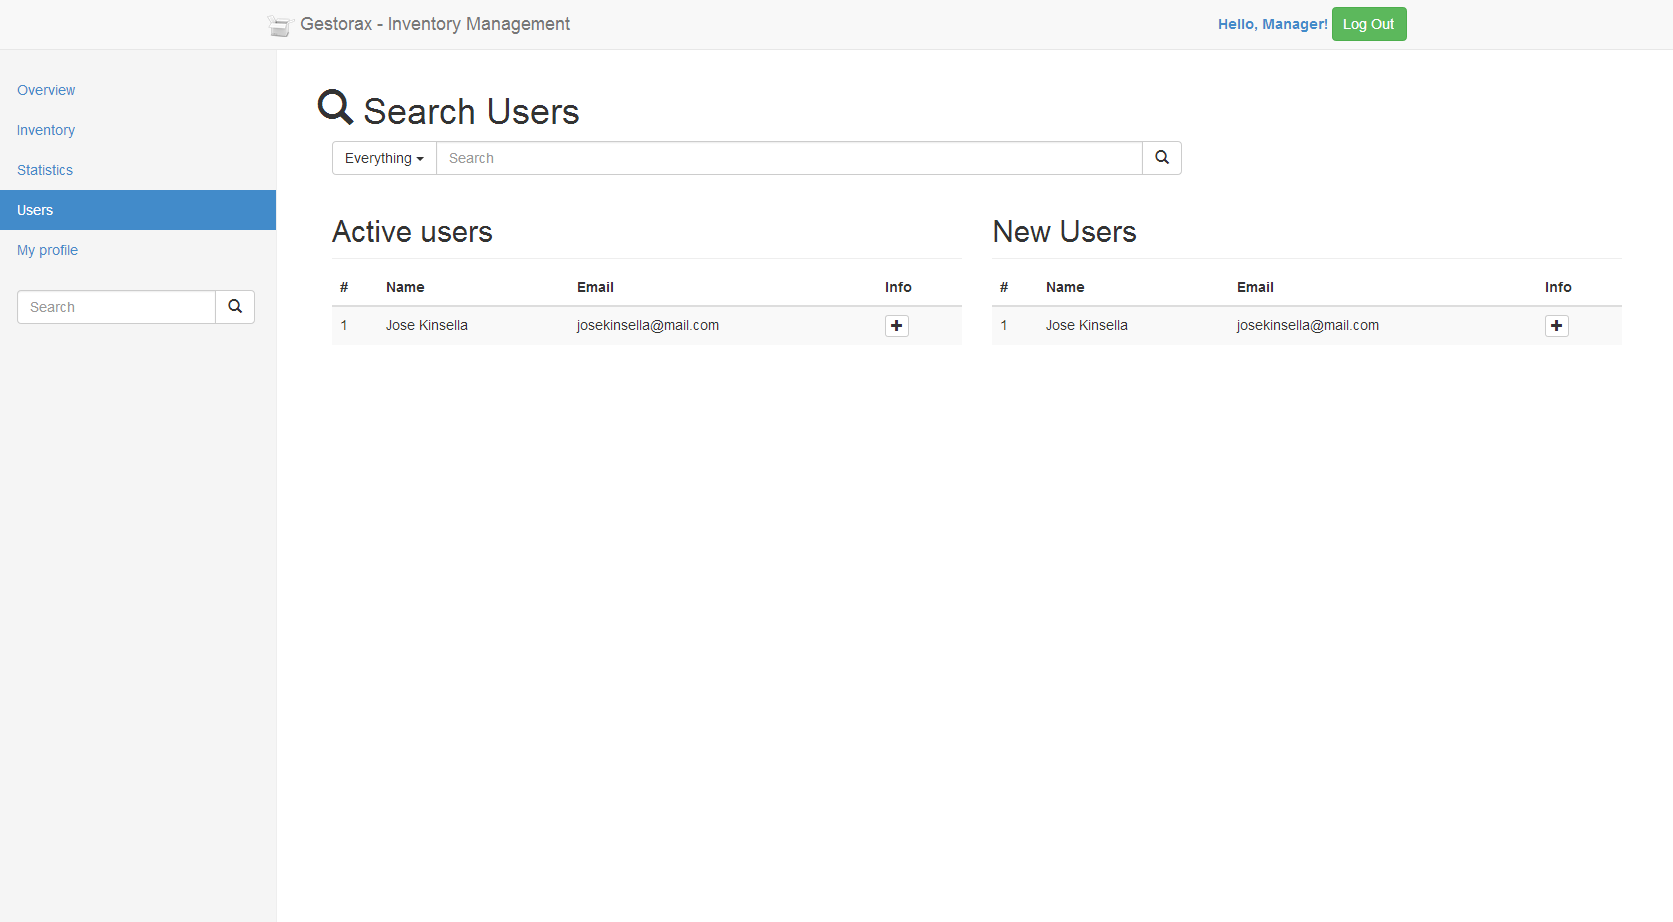 Gestorax - Inventory Management
Hello, Manager! Log Out
Overview
Inventory
Statistics
Users
My profile
Search
Search Users
Everything Search
Active users
# Name Email Info
1 Jose Kinsella josekinsella@mail.com
New Users
# Name Email Info
1 Jose Kinsella josekinsella@mail.com